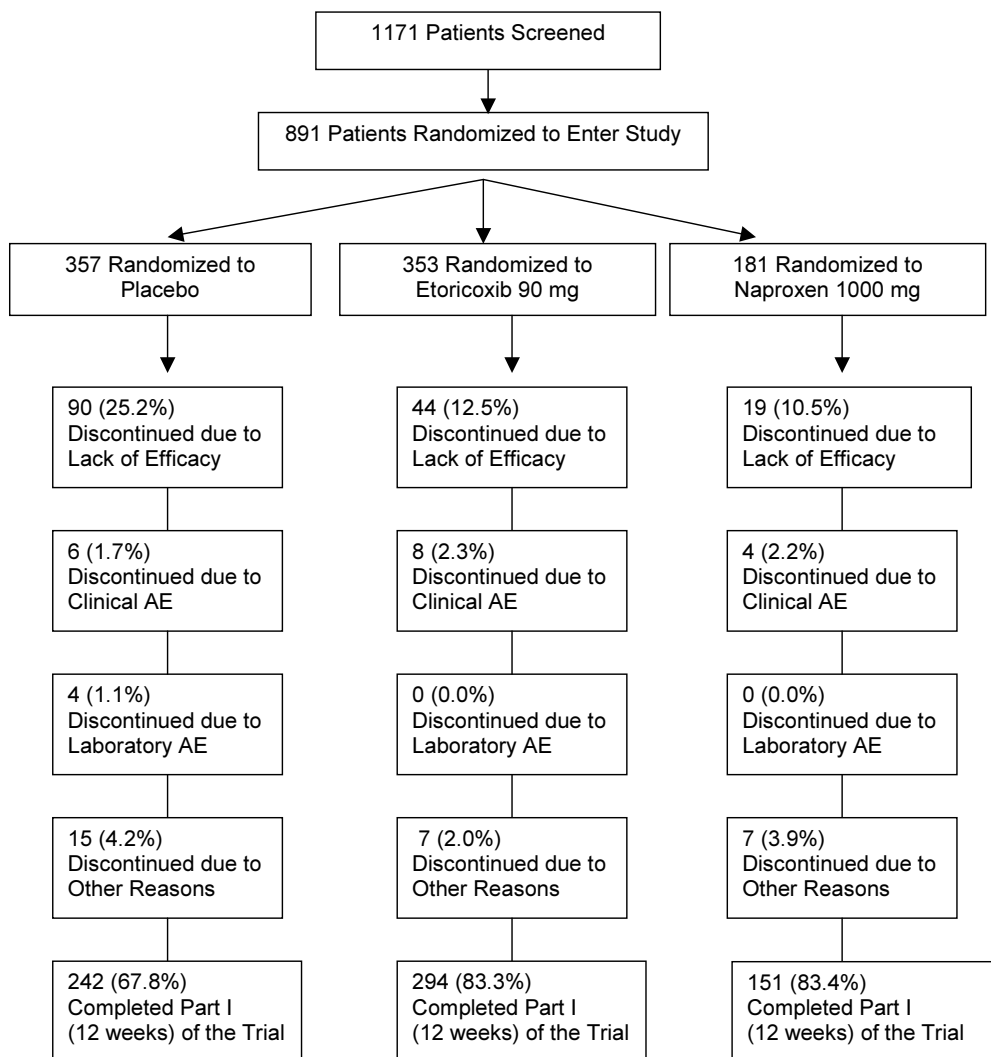 1171 Patients Screened
891 Patients Randomized to Enter Study
357 Randomized to
Placebo
353 Randomized to
Etoricoxib 90 mg
181 Randomized to
Naproxen 1000 mg
90 (25.2%)
Discontinued due to
Lack of Efficacy
44 (12.5%)
Discontinued due to
Lack of Efficacy
19 (10.5%)
Discontinued due to
Lack of Efficacy
6 (1.7%)
Discontinued due to
Clinical AE
8 (2.3%)
Discontinued due to
Clinical AE
4 (2.2%)
Discontinued due to
Clinical AE
4 (1.1%)
Discontinued due to
Laboratory AE
0 (0.0%)
Discontinued due to
Laboratory AE
0 (0.0%)
Discontinued due to
Laboratory AE
15 (4.2%)
Discontinued due to
Other Reasons
7 (2.0%)
Discontinued due to
Other Reasons
7 (3.9%)
Discontinued due to
Other Reasons
242 (67.8%)
Completed Part I
(12 weeks) of the Trial
294 (83.3%)
Completed Part I
(12 weeks) of the Trial
151 (83.4%)
Completed Part I
(12 weeks) of the Trial